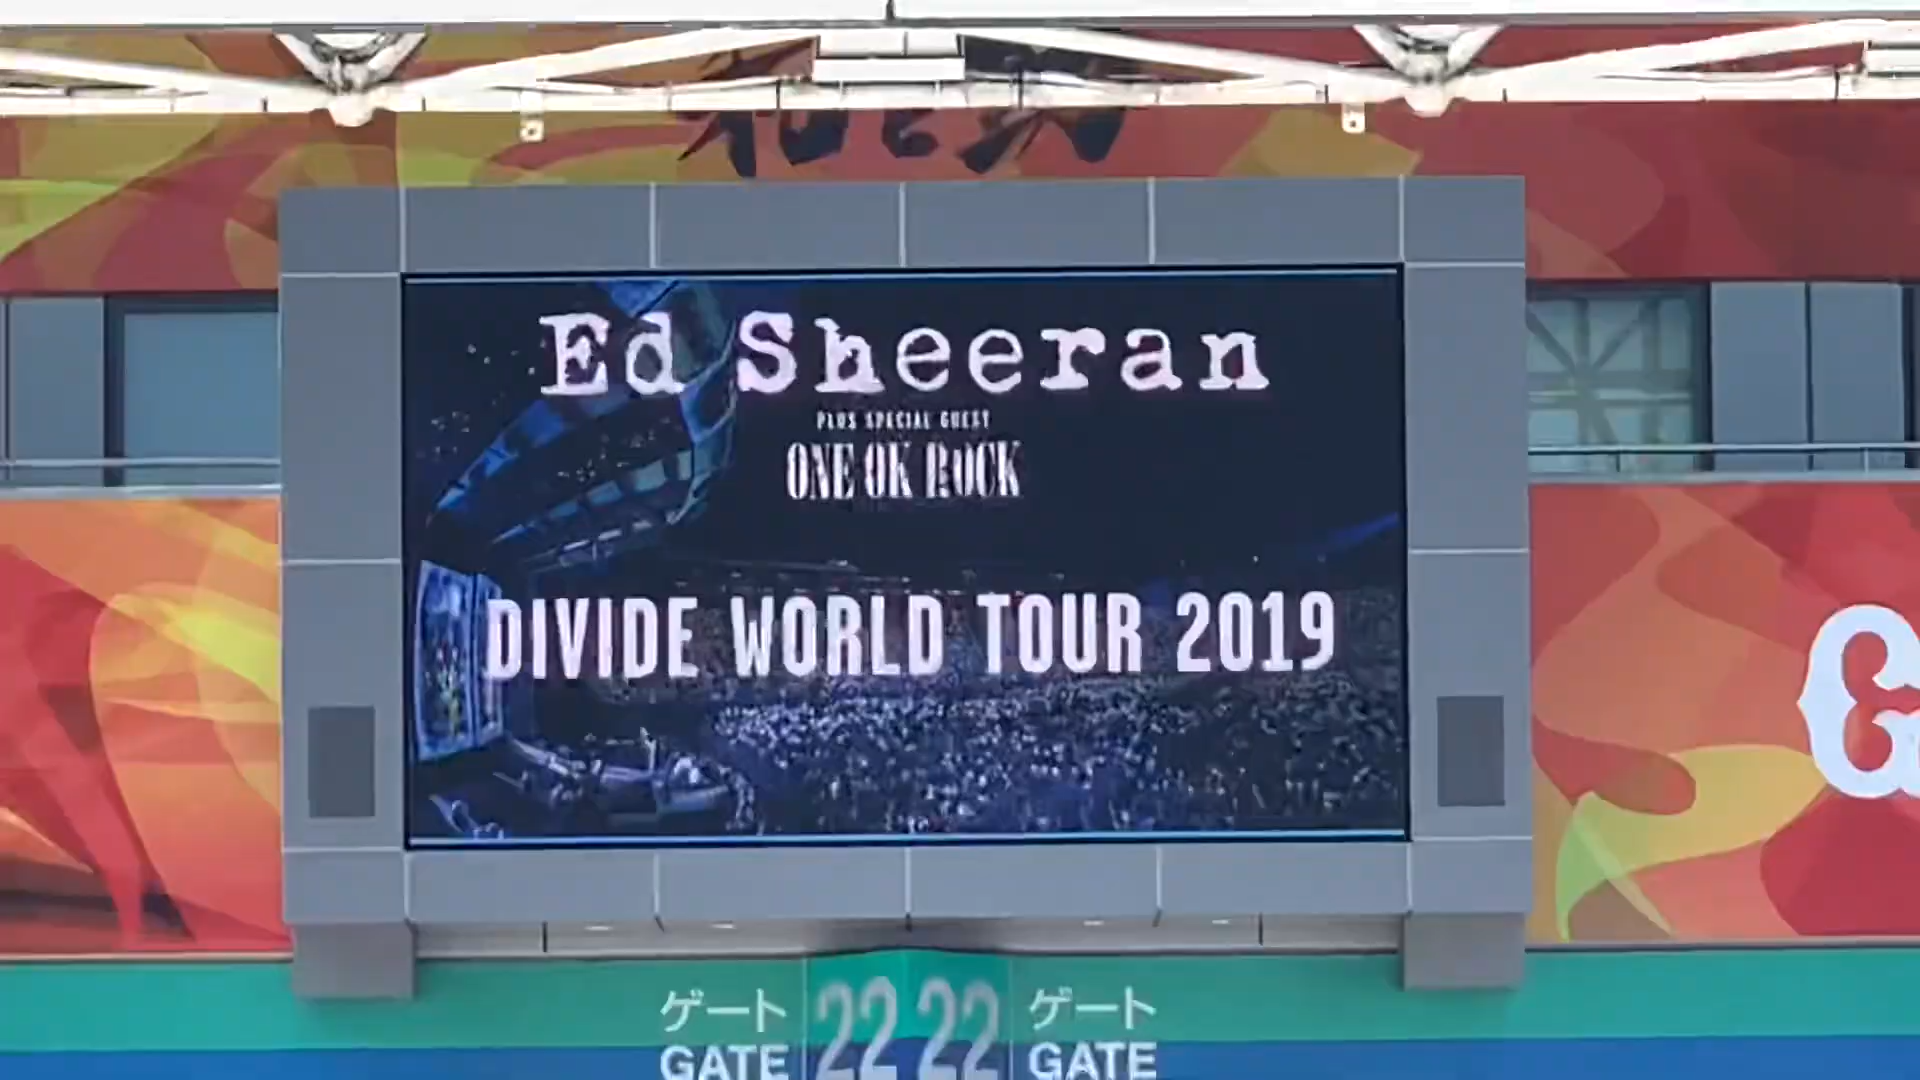 Ed Sheeran
PLUS SPECIAL GUEST
ONE OK ROCK
DIVIDE WORLD TOUR 2019
G
ゲート 22 22 ゲート
GATE GATE